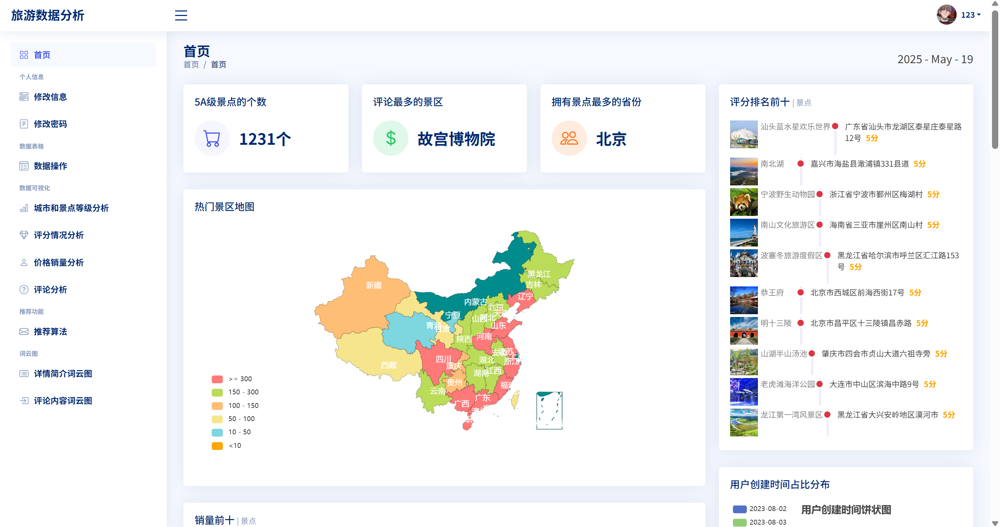 旅游数据分析
123
首页
个人信息
修改信息
修改密码
数据表格
数据操作
数据可视化
城市和景点等级分析
评分情况分析
价格销量分析
评论分析
推荐功能
推荐算法
词云图
详情简介词云图
评论内容词云图
首页
首页 / 首页
2025 - May - 19
5A级景点的个数
1231个
评论最多的景区
$
故宫博物院
拥有景点最多的省份
北京
热门景区地图
黑龙江
新疆
吉林
辽宁
内蒙古
北京
宁夏
山西
河北
青海
甘肃
山东
陕西
河南
安徽
江苏
四川
湖北
浙江
重庆
西藏
湖南
江西
贵州
云南
广东
广西
>= 300
150 - 300
100 - 150
50 - 100
10 - 50
<10
销量前十 | 景点
评分排名前十 | 景点
汕头蓝水星欢乐世界 广东省汕头市龙湖区泰星庄泰星路
12号 5分
南北湖 嘉兴市海盐县澉浦镇331县道 5分
宁波野生动物园 浙江省宁波市鄞州区梅湖村 5分
南山文化旅游区 海南省三亚市崖州区南山村 5分
波塞冬旅游度假区 黑龙江省哈尔滨市呼兰区汇江路153
号 5分
恭王府 北京市西城区前海西街17号 5分
明十三陵 北京市昌平区十三陵镇昌赤路 5分
山湖半山汤池 肇庆市四会市贞山大道六祖寺旁 5分
老虎滩海洋公园 大连市中山区滨海中路9号 5分
龙江第一湾风景区 黑龙江省大兴安岭地区漠河市 5分
用户创建时间占比分布
用户创建时间饼状图
2023-08-02
2023-08-03